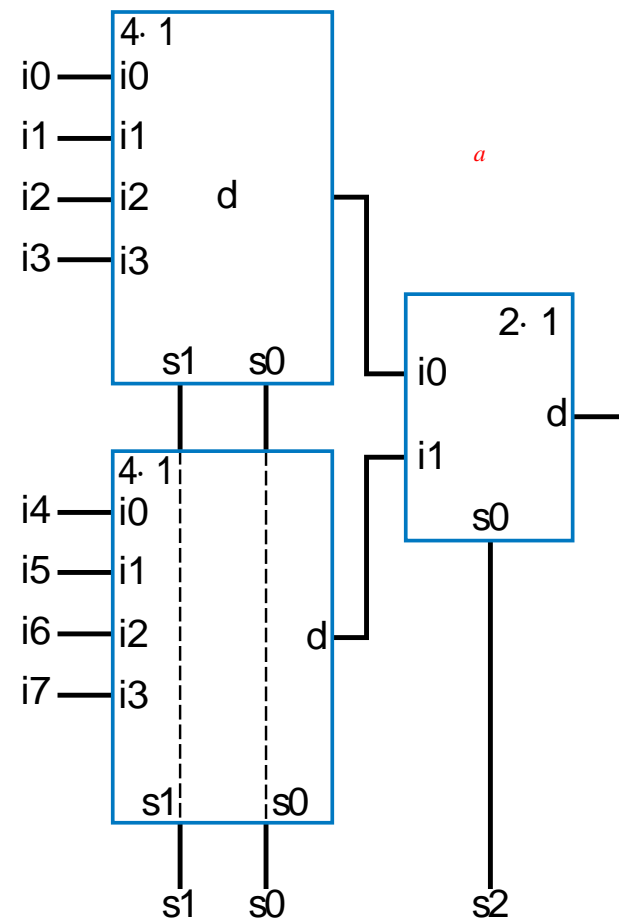 4· 1
i0 i0
i1 i1
a
i2 i2 d
i3 i3
2· 1
s1 s0
i0
d
i1
4· 1
i4 i0
s0
i5 i1
i6 i2 d
i7 i3
s1 s0
s1 s0 s2